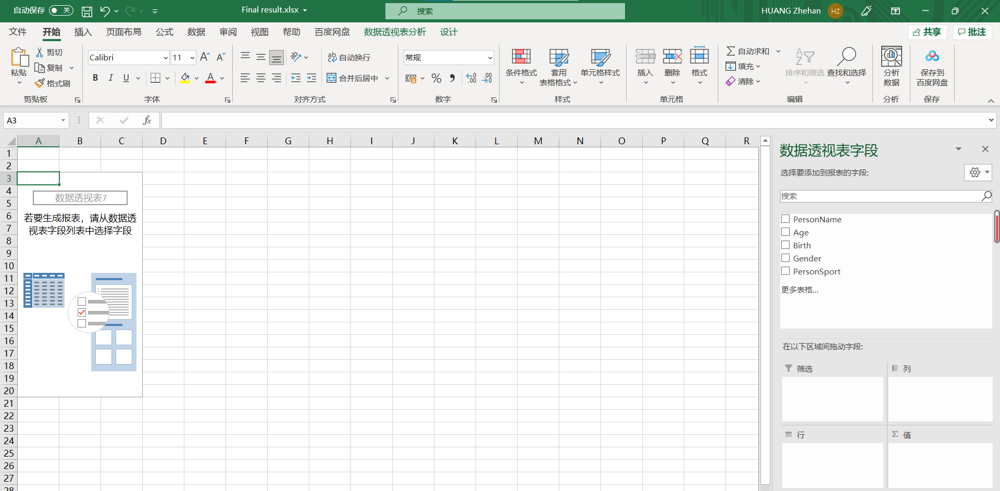 自动保存 关 Final result.xlsx 搜索 HUANG Zhehan HZ
文件 开始 插入 页面布局 公式 数据 审阅 视图 帮助 百度网盘 数据透视表分析 设计 共享 批注
粘贴 剪切 复制 格式刷
剪贴板
Calibri 11 A A
B I U A
字体
ab 自动换行
合并后居中
对齐方式
常规
% .00 .00
数字
条件格式 套用 表格格式 单元格样式
样式
插入 删除 格式
单元格
自动求和
填充
清除
排序和筛选 查找和选择
编辑
分析
数据
分析
保存到
百度网盘
保存
A3 fx
A B C D E F G H I J K L M N O P Q R
1
2
3
4
5
6
7
8
9
10
11
12
13
14
15
16
17
18
19
20
21
22
23
24
25
26
27
28
数据透视表7
若要生成报表，请从数据透
视表字段列表中选择字段
数据透视表字段
选择要添加到报表的字段:
搜索
PersonName
Age
Birth
Gender
PersonSport
更多表格...
在以下区域间拖动字段:
筛选
列
行
Σ 值